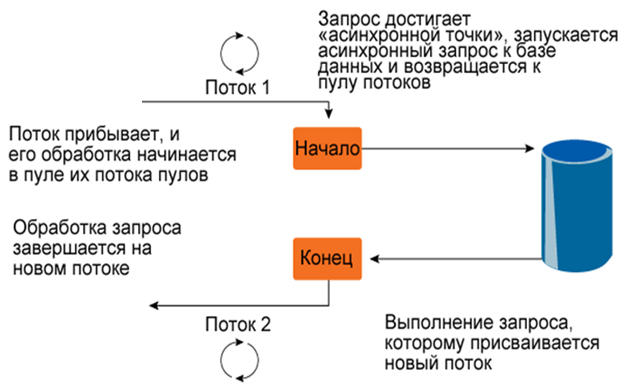 Запрос достигает
«асинхронной точки», запускается
асинхронный запрос к базе
данных и возвращается к
пулу потоков
Поток 1
Поток прибывает, и
его обработка начинается
в пуле их потока пулов
Начало
Обработка запроса
завершается на
новом потоке
Конец
Поток 2
Выполнение запроса,
которому присваивается
новый поток